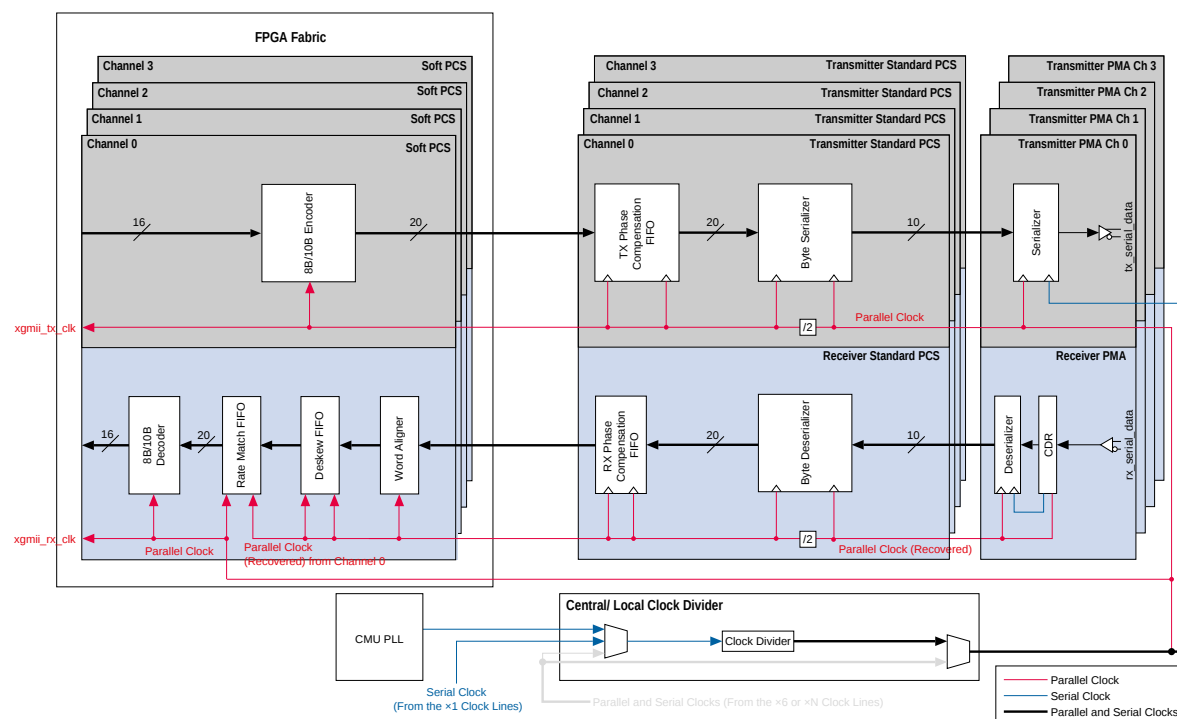 FPGA Fabric
Channel 3 Soft PCS
Channel 2 Soft PCS
Channel 1 Soft PCS
Channel 0 Soft PCS
Channel 3 Transmitter Standard PCS
Channel 2 Transmitter Standard PCS
Channel 1 Transmitter Standard PCS
Channel 0 Transmitter Standard PCS
Transmitter PMA Ch 3
Transmitter PMA Ch 2
Transmitter PMA Ch 1
Transmitter PMA Ch 0
16
8B/10B Encoder
20
TX Phase
Compensation
FIFO
20
Byte Serializer
10
Serializer
tx_serial_data
xgmii_tx_clk
/2
Parallel Clock
Receiver Standard PCS
Receiver PMA
16
8B/10B
Decoder
20
Rate Match FIFO
Deskew FIFO
Word Aligner
RX Phase
Compensation
FIFO
20
Byte Deserializer
10
Deserializer
CDR
rx_serial_data
xgmii_rx_clk
Parallel Clock
Parallel Clock
(Recovered) from Channel 0
/2
Parallel Clock (Recovered)
CMU PLL
Central/ Local Clock Divider
Clock Divider
Serial Clock
(From the ×1 Clock Lines)
Parallel and Serial Clocks (From the ×6 or ×N Clock Lines)
Parallel Clock
Serial Clock
Parallel and Serial Clocks